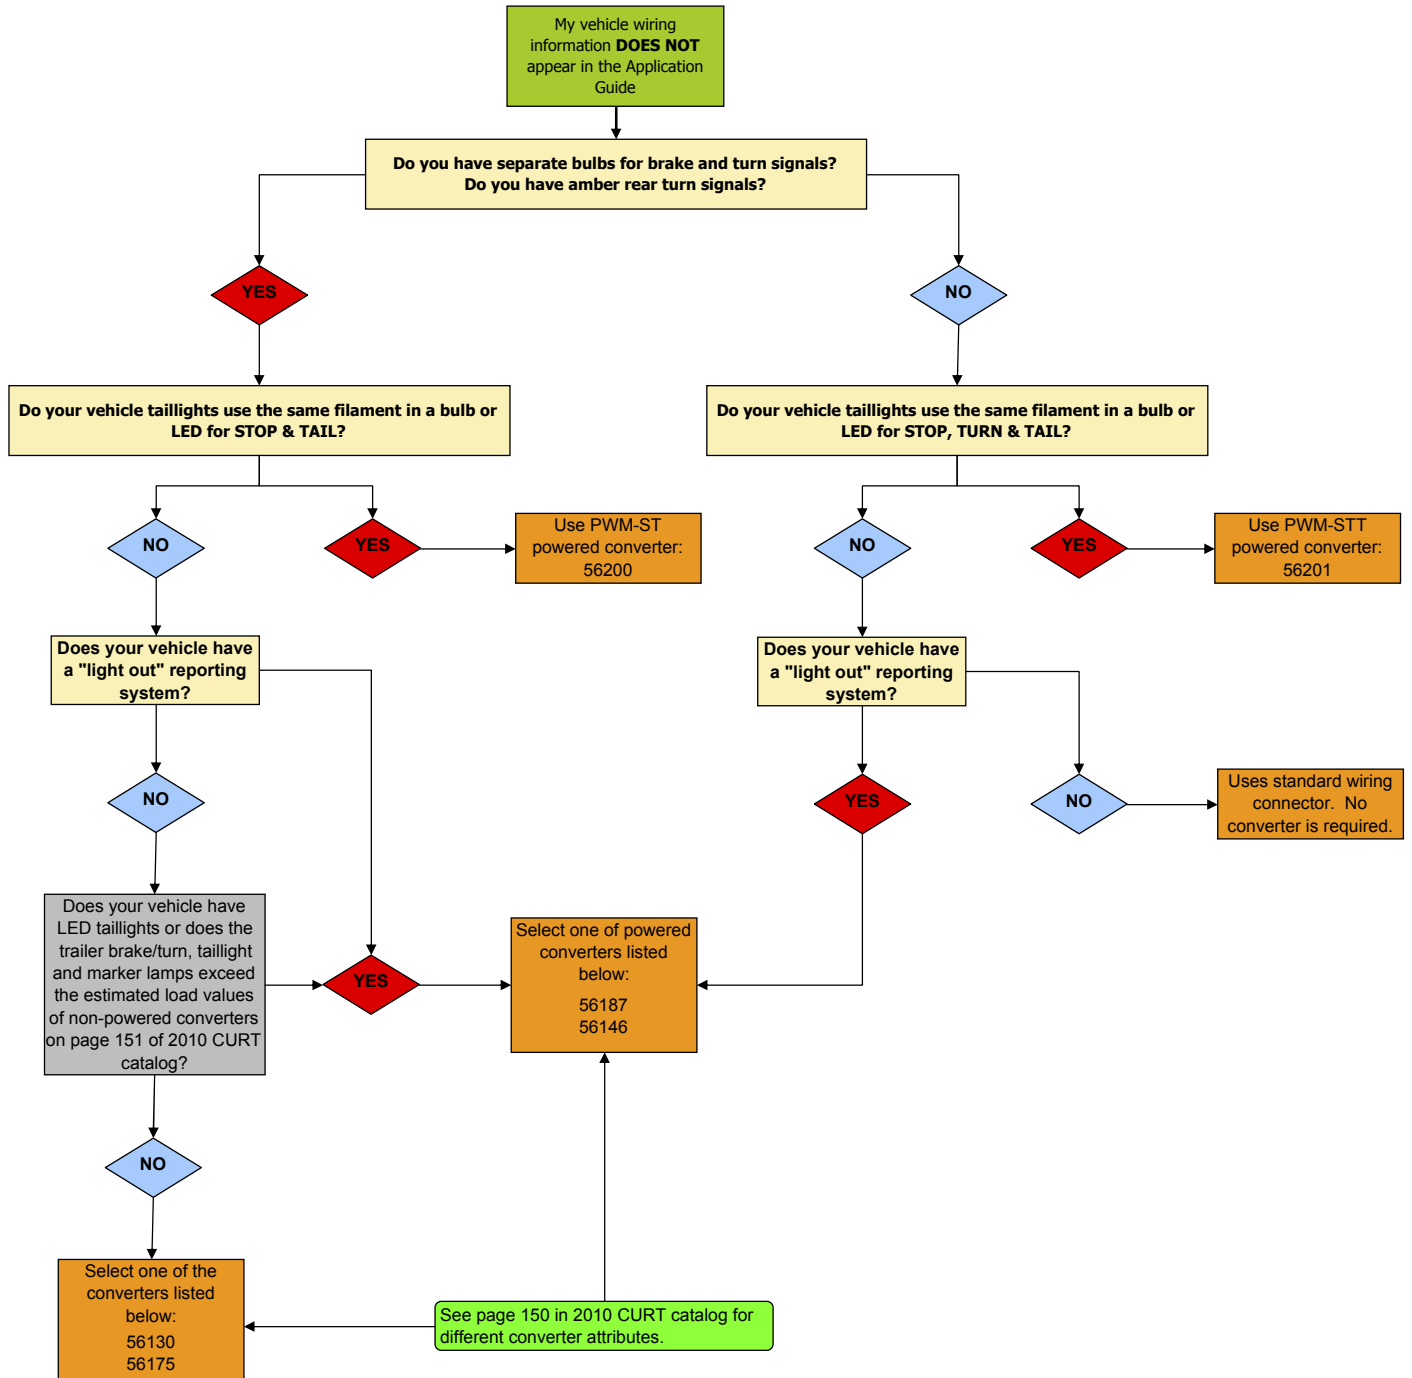 My vehicle wiring
information DOES NOT
appear in the Application
Guide
Do you have separate bulbs for brake and turn signals?
Do you have amber rear turn signals?
YES
NO
Do your vehicle taillights use the same filament in a bulb or
LED for STOP & TAIL?
Do your vehicle taillights use the same filament in a bulb or
LED for STOP, TURN & TAIL?
NO
YES
Use PWM-ST
powered converter:
56200
NO
YES
Use PWM-STT
powered converter:
56201
Does your vehicle have
a "light out" reporting
system?
Does your vehicle have
a "light out" reporting
system?
NO
YES
NO
Uses standard wiring
connector.  No
converter is required.
Does your vehicle have
LED taillights or does the
trailer brake/turn, taillight
and marker lamps exceed
the estimated load values
of non-powered converters
on page 151 of 2010 CURT
catalog?
YES
Select one of powered
converters listed
below:
56187
56146
NO
Select one of the
converters listed
below:
56130
56175
See page 150 in 2010 CURT catalog for
different converter attributes.